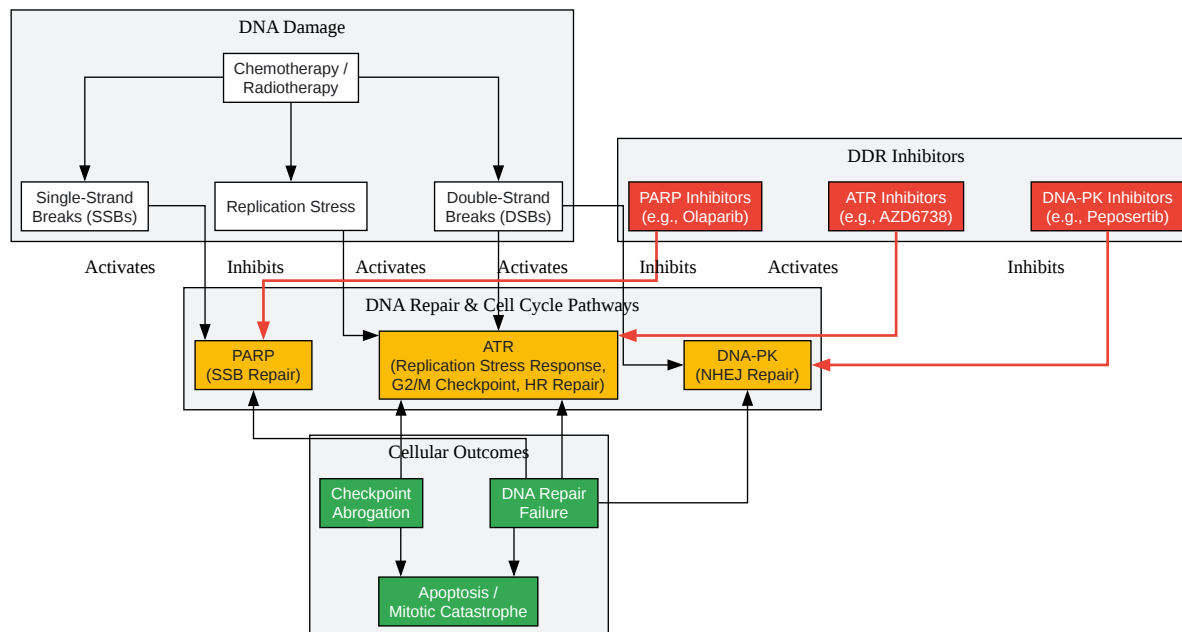 DNA Damage
Chemotherapy /
Radiotherapy
DDR Inhibitors
Single-Strand
Breaks (SSBs)
Replication Stress
Double-Strand
Breaks (DSBs)
PARP Inhibitors
(e.g., Olaparib)
ATR Inhibitors
(e.g., AZD6738)
DNA-PK Inhibitors
(e.g., Peposertib)
Activates
Inhibits
Activates
Activates
Inhibits
Activates
Inhibits
DNA Repair & Cell Cycle Pathways
PARP
(SSB Repair)
ATR
(Replication Stress Response,
G2/M Checkpoint, HR Repair)
DNA-PK
(NHEJ Repair)
Cellular Outcomes
Checkpoint
Abrogation
DNA Repair
Failure
Apoptosis /
Mitotic Catastrophe